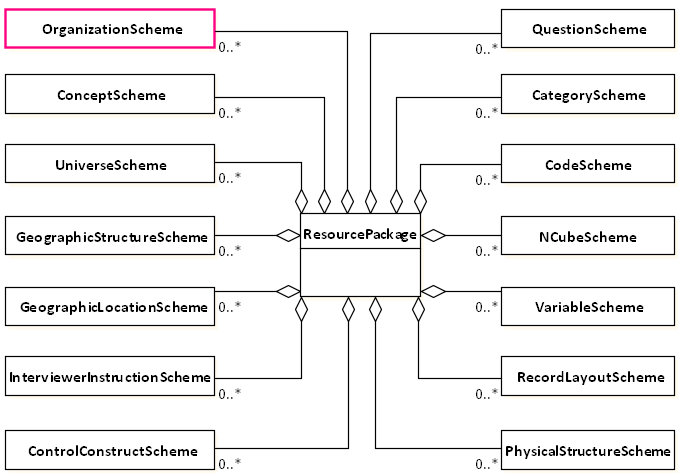 OrganizationScheme
0..*
QuestionScheme
0..*
ConceptScheme
0..*
CategoryScheme
0..*
UniverseScheme
0..*
CodeScheme
0..*
ResourcePackage
GeographicStructureScheme
0..*
NCubeScheme
0..*
GeographicLocationScheme
0..*
VariableScheme
0..*
InterviewerInstructionScheme
0..*
RecordLayoutScheme
0..*
ControlConstructScheme
0..*
PhysicalStructureScheme
0..*